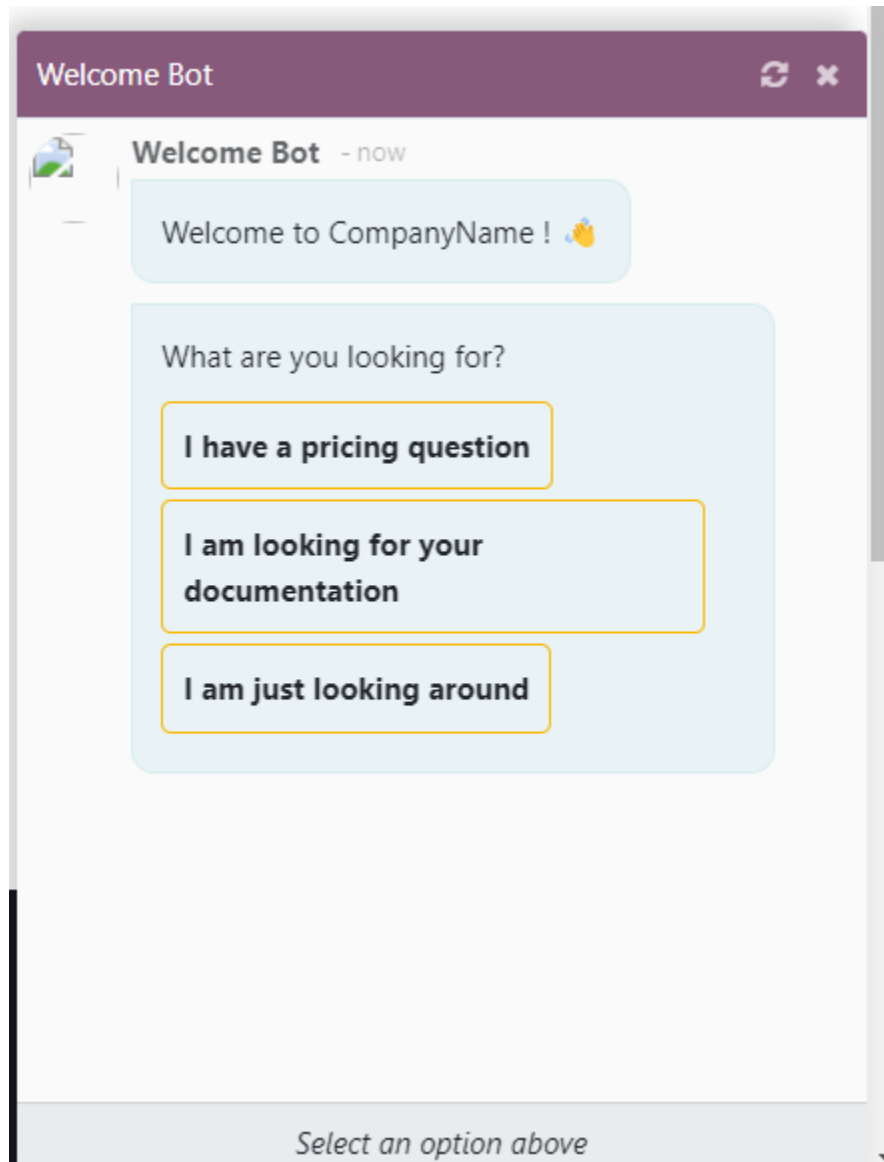 Welcome Bot
Welcome Bot - now
Welcome to CompanyName ! 👋
What are you looking for?
I have a pricing question
I am looking for your
documentation
I am just looking around
Select an option above